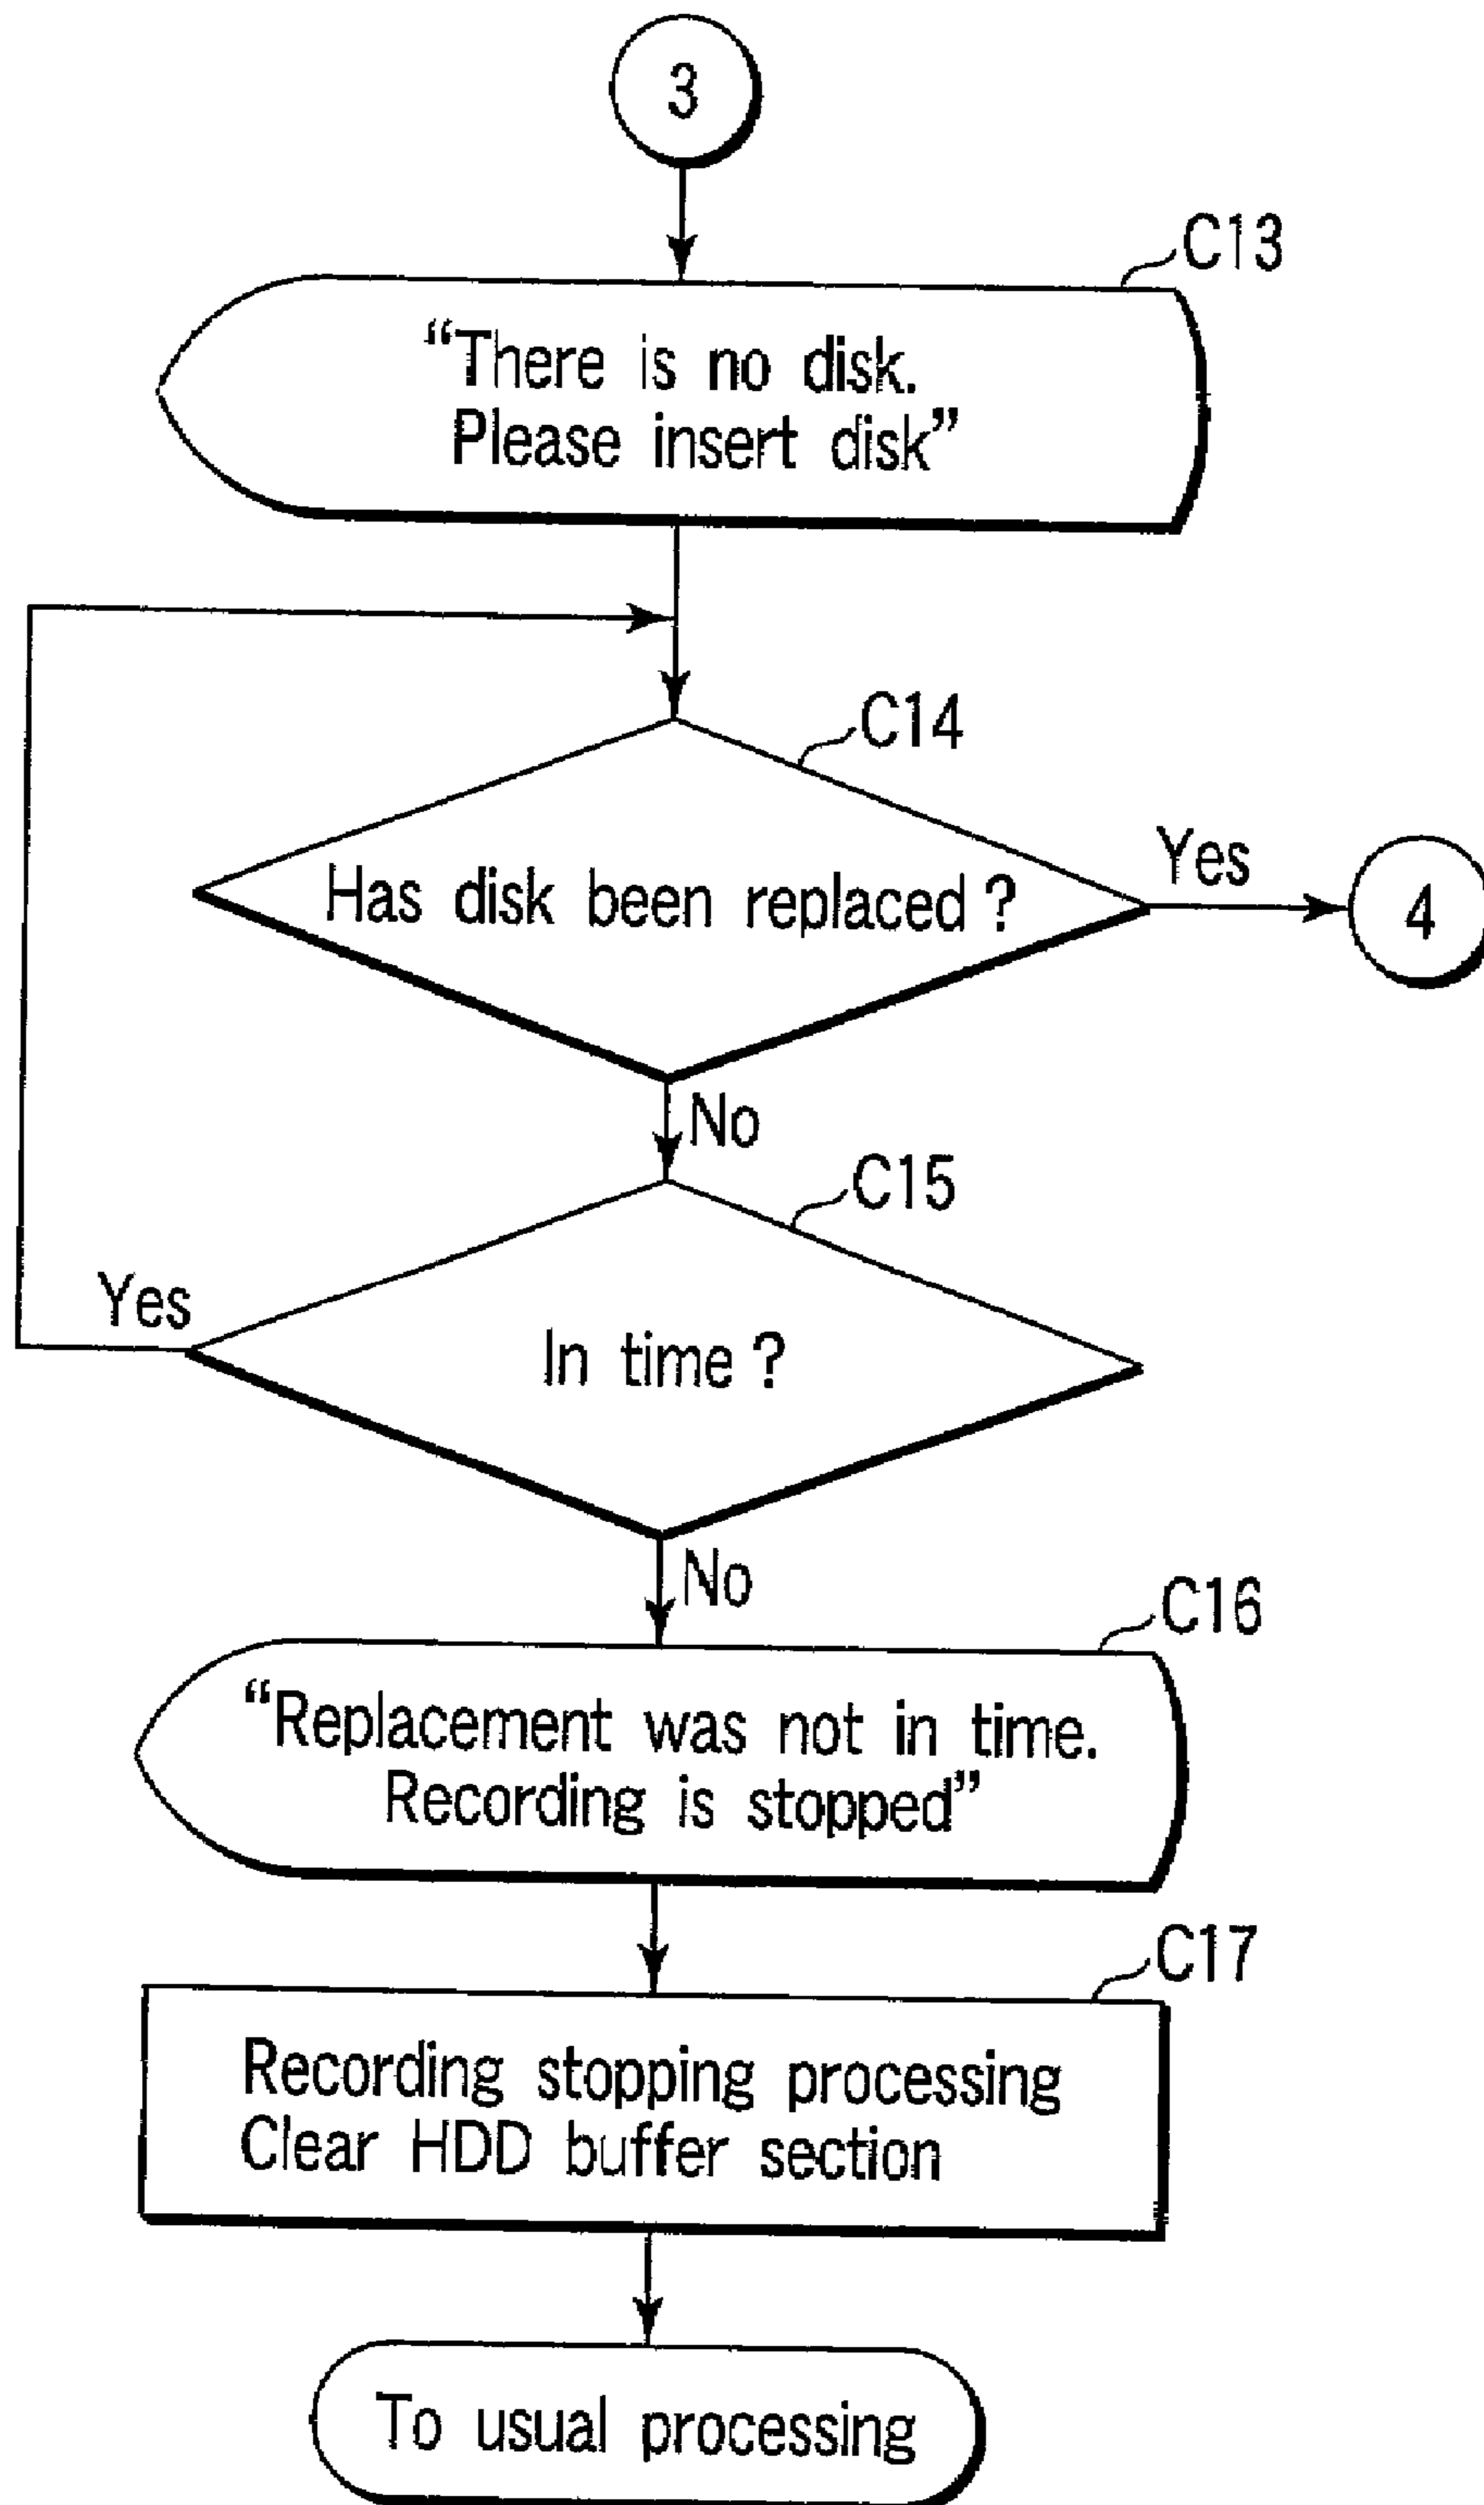 3
C13
“There is no disk.
Please insert disk”
C14
Has disk been replaced ?
Yes
4
No
C15
Yes
In time ?
No
C16
“Replacement was not in time.
Recording is stopped”
C17
Recording stopping processing
Clear HDD buffer section
To usual processing